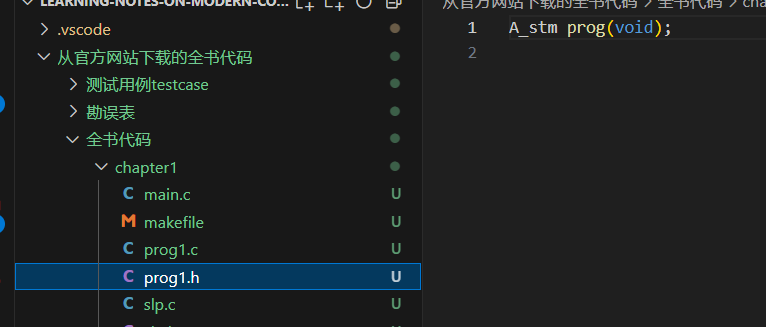 LEARNING-NOTES-ON-MODERN-CO...
.vscode
从官方网站下载的全书代码
测试用例testcase
勘误表
全书代码
chapter1
main.c U
makefile U
prog1.c U
prog1.h U
slp.c U
从官方网站下载的全书代码 > 全书代码 > cha
1 A_stm prog(void);
2